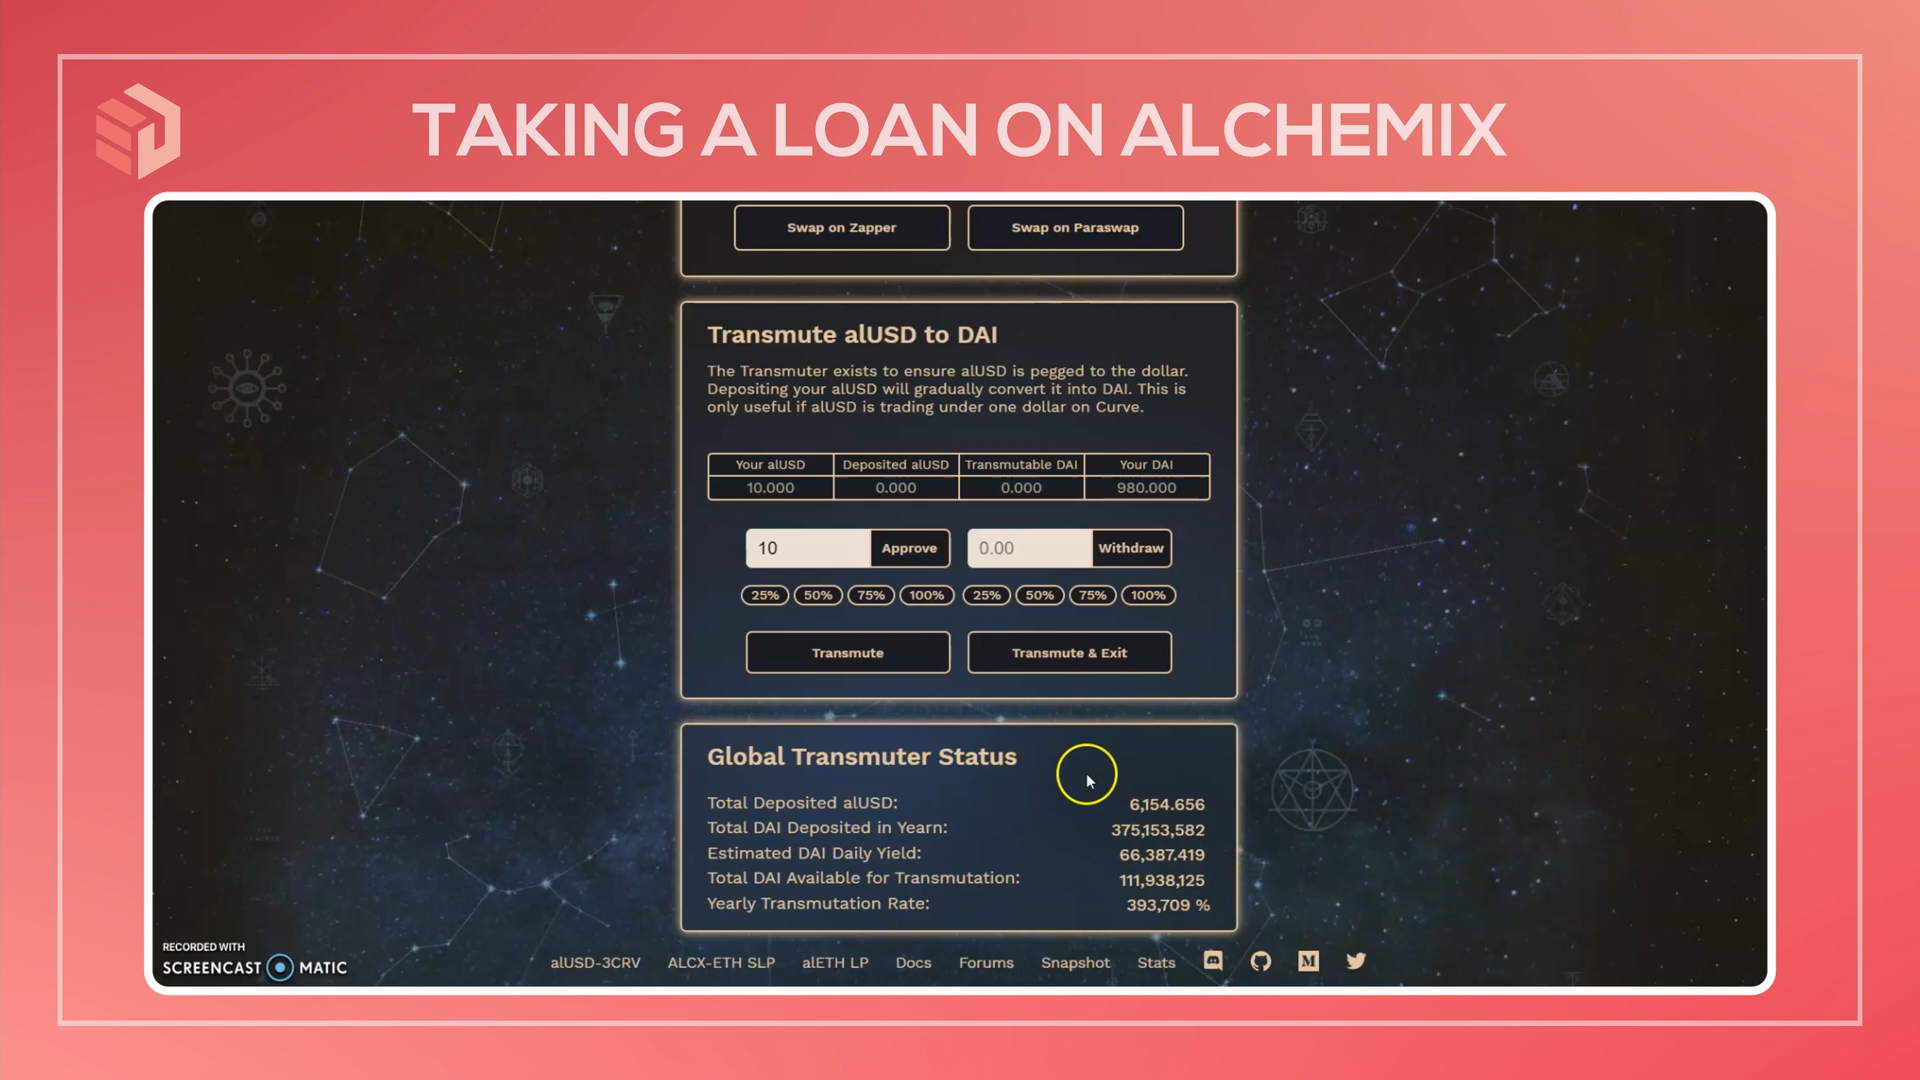 TAKING A LOAN ON ALCHEMIX
Swap on Zapper
Swap on Paraswap
Transmute alUSD to DAI
The Transmuter exists to ensure alUSD is pegged to the dollar.
Depositing your alUSD will gradually convert it into DAI. This is
only useful if alUSD is trading under one dollar on Curve.
Your alUSD Deposited alUSD Transmutable DAI Your DAI
10.000 0.000 0.000 980.000
10 Approve 0.00 Withdraw
25% 50% 75% 100% 25% 50% 75% 100%
Transmute Transmute & Exit
Global Transmuter Status
Total Deposited alUSD: 6,154.656
Total DAI Deposited in Yearn: 375,153,582
Estimated DAI Daily Yield: 66,387.419
Total DAI Available for Transmutation: 111,938,125
Yearly Transmutation Rate: 393,709 %
RECORDED WITH
SCREENCAST MATIC
alUSD-3CRV ALCX-ETH SLP alETH LP Docs Forums Snapshot Stats M